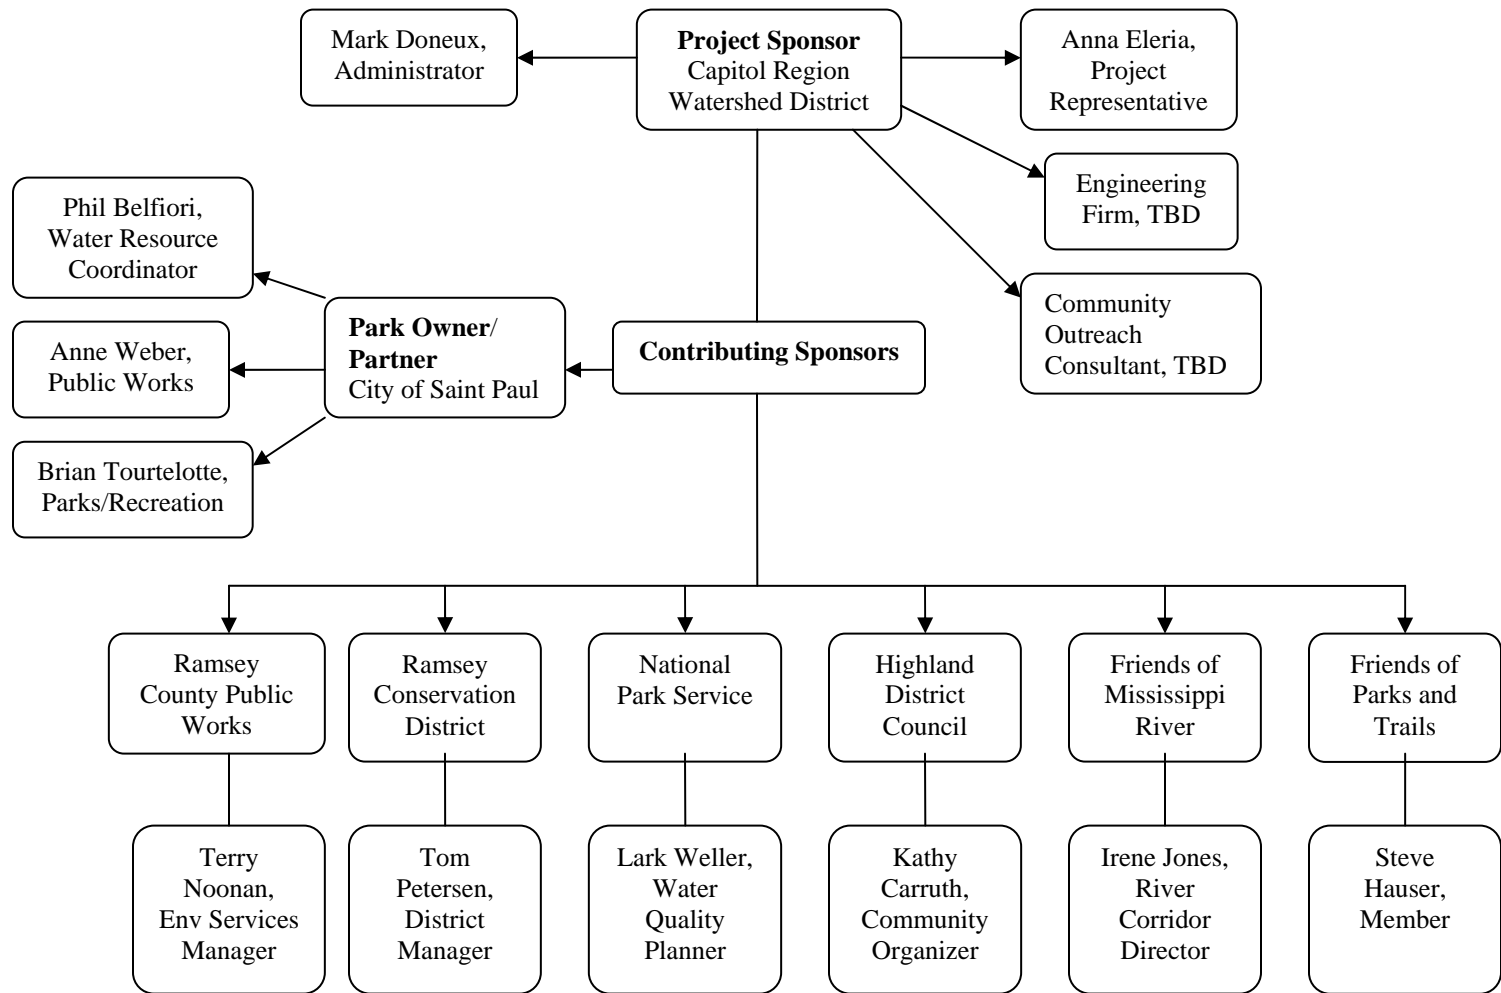 Mark Doneux,
Administrator
Project Sponsor
Capitol Region
Watershed District
Anna Eleria,
Project
Representative
Engineering
Firm, TBD
Community
Outreach
Consultant, TBD
Phil Belfiori,
Water Resource
Coordinator
Anne Weber,
Public Works
Brian Tourtelotte,
Parks/Recreation
Park Owner/
Partner
City of Saint Paul
Contributing Sponsors
Ramsey
County Public
Works
Ramsey
Conservation
District
National
Park Service
Highland
District
Council
Friends of
Mississippi
River
Friends of
Parks and
Trails
Terry
Noonan,
Env Services
Manager
Tom
Petersen,
District
Manager
Lark Weller,
Water
Quality
Planner
Kathy
Carruth,
Community
Organizer
Irene Jones,
River
Corridor
Director
Steve
Hauser,
Member